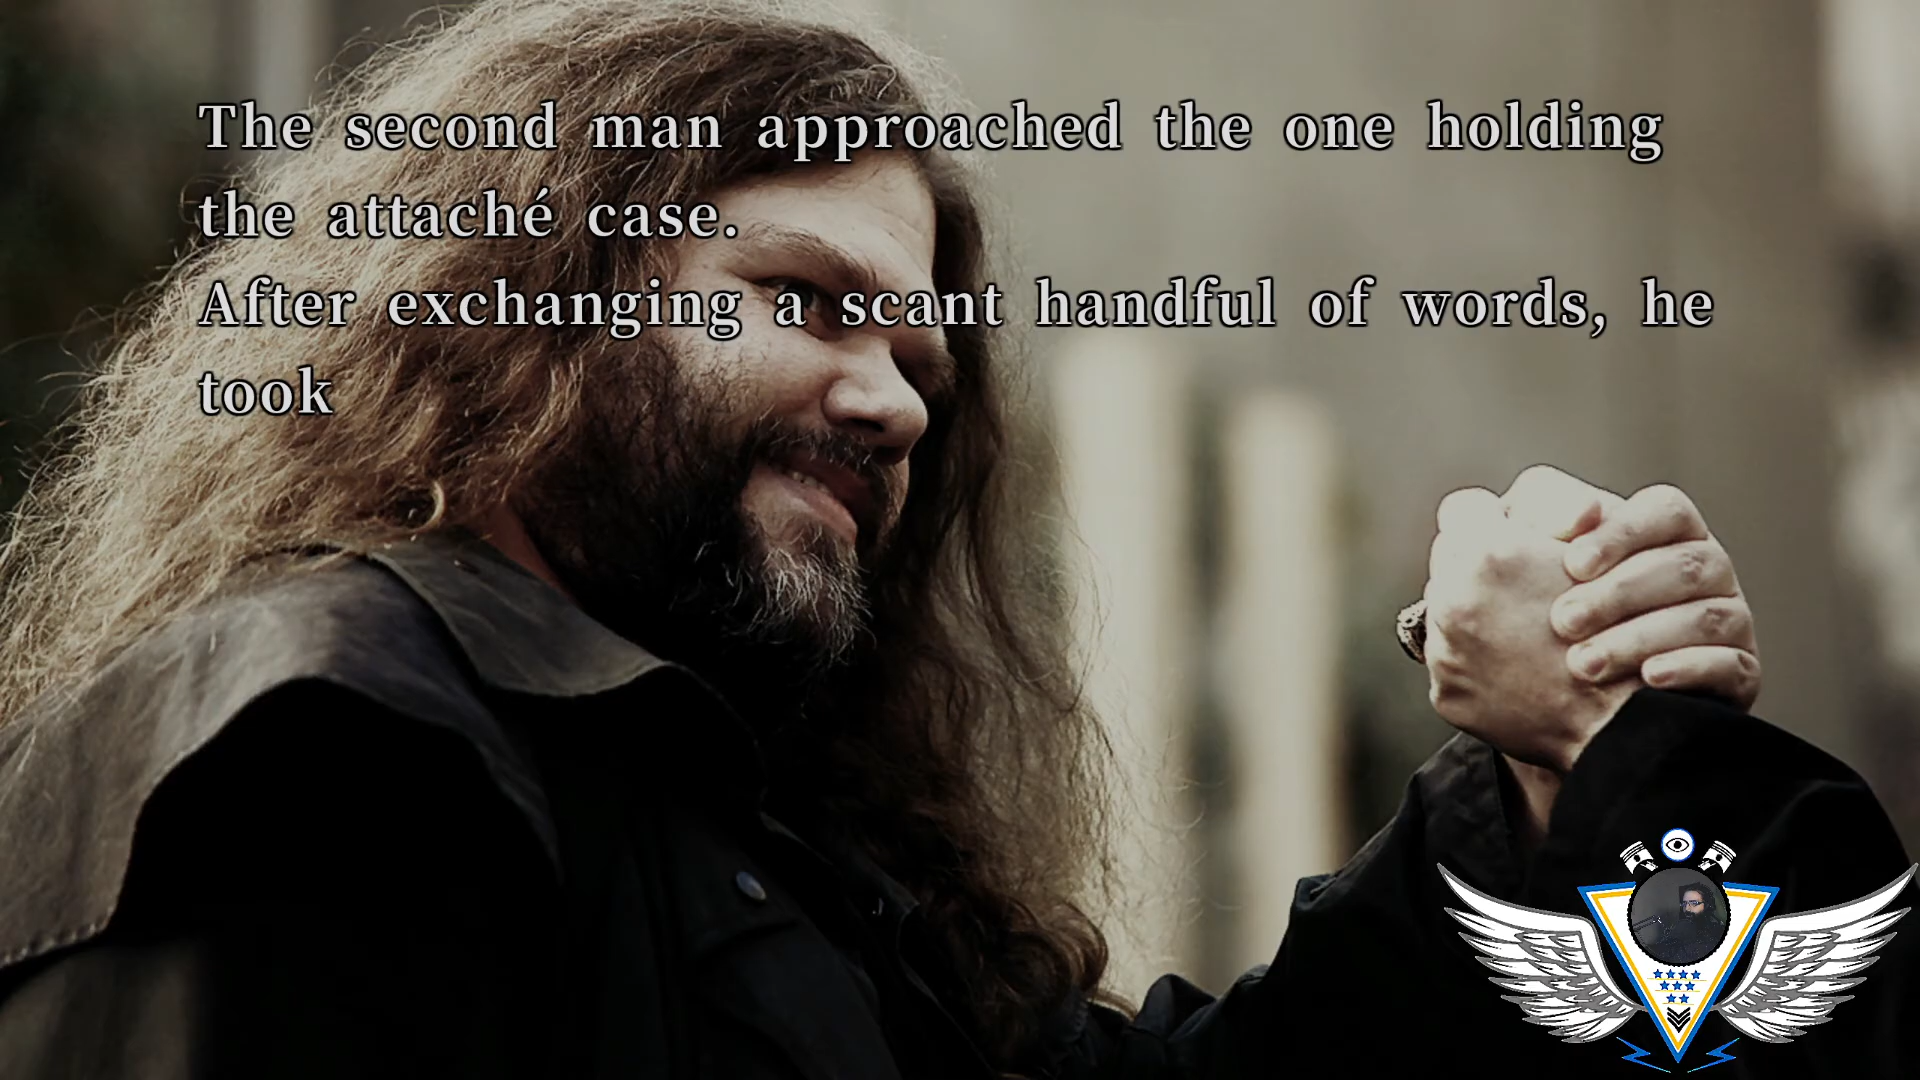 The second man approached the one holding
the attaché case.
After exchanging a scant handful of words, he
took